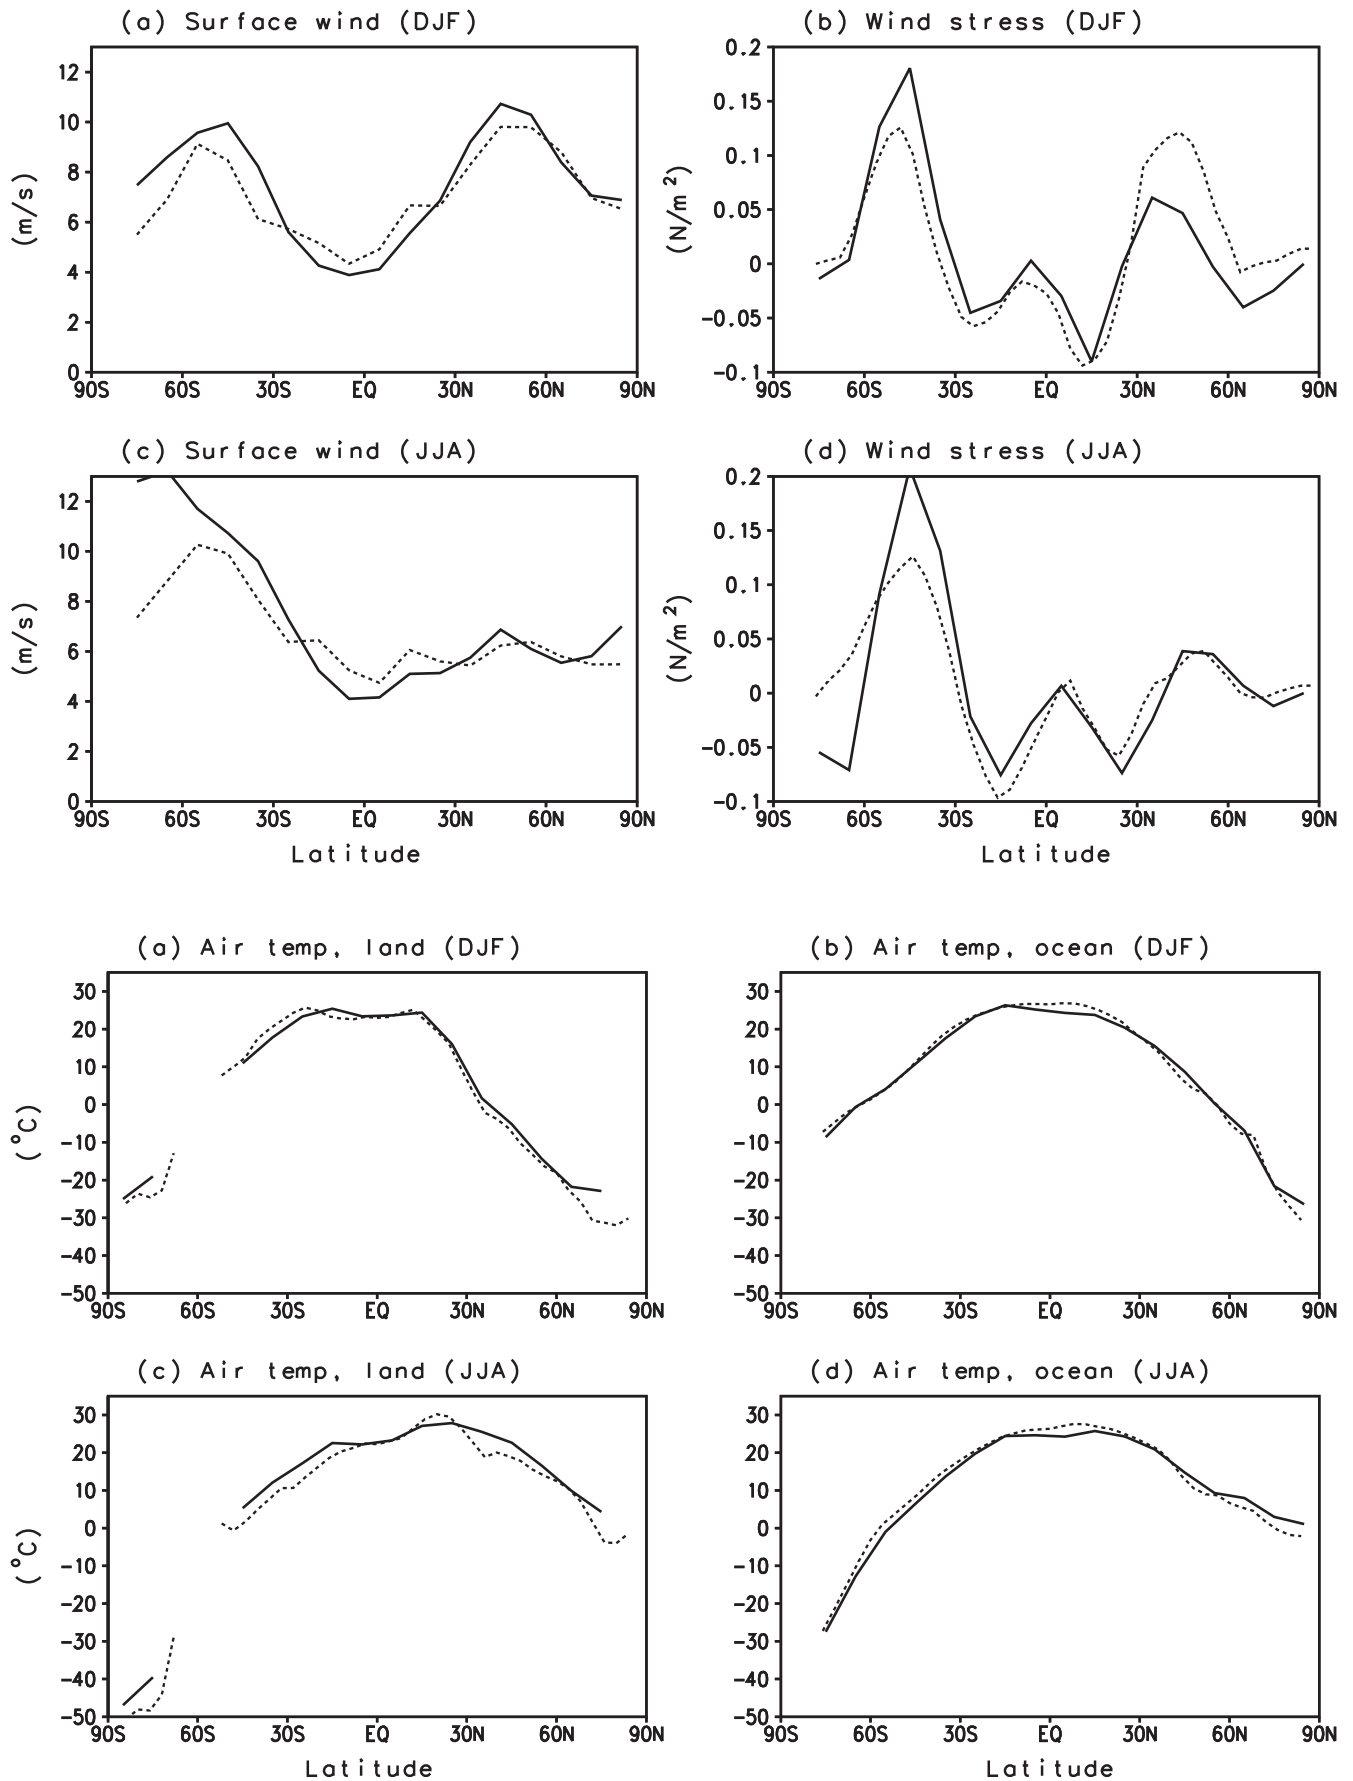 (a) Surface wind (DJF)
(m/s)
12
10
8
6
4
2
0
90S 60S 30S EQ 30N 60N 90N
(b) Wind stress (DJF)
(N/m²)
0.2
0.15
0.1
0.05
0
-0.05
-0.1
90S 60S 30S EQ 30N 60N 90N
(c) Surface wind (JJA)
(m/s)
12
10
8
6
4
2
0
90S 60S 30S EQ 30N 60N 90N
Latitude
(d) Wind stress (JJA)
(N/m²)
0.2
0.15
0.1
0.05
0
-0.05
-0.1
90S 60S 30S EQ 30N 60N 90N
Latitude
(a) Air temp, land (DJF)
(°C)
30
20
10
0
-10
-20
-30
-40
-50
90S 60S 30S EQ 30N 60N 90N
(b) Air temp, ocean (DJF)
30
20
10
0
-10
-20
-30
-40
-50
90S 60S 30S EQ 30N 60N 90N
(c) Air temp, land (JJA)
(°C)
30
20
10
0
-10
-20
-30
-40
-50
90S 60S 30S EQ 30N 60N 90N
Latitude
(d) Air temp, ocean (JJA)
30
20
10
0
-10
-20
-30
-40
-50
90S 60S 30S EQ 30N 60N 90N
Latitude